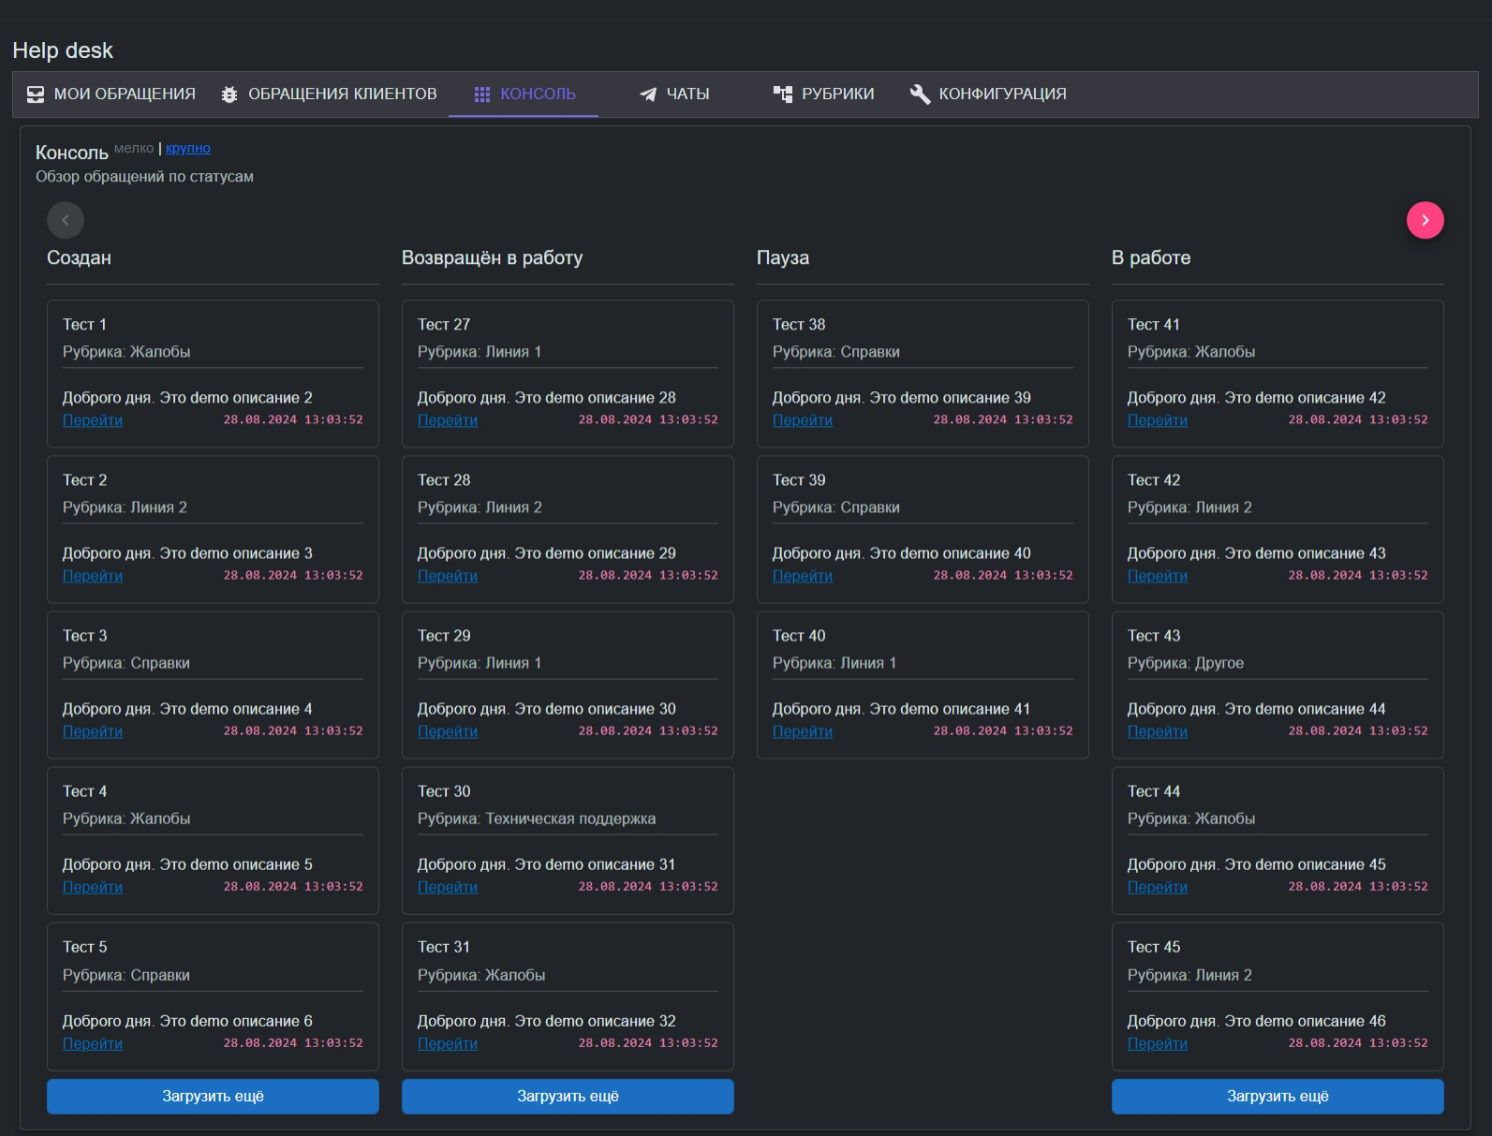 Help desk
МОИ ОБРАЩЕНИЯ ОБРАЩЕНИЯ КЛИЕНТОВ КОНСОЛЬ ЧАТЫ РУБРИКИ КОНФИГУРАЦИЯ
Консоль мелко | крупно
Обзор обращений по статусам
Создан
Тест 1
Рубрика: Жалобы
Доброго дня. Это demo описание 2
Перейти 28.08.2024 13:03:52
Тест 2
Рубрика: Линия 2
Доброго дня. Это demo описание 3
Перейти 28.08.2024 13:03:52
Тест 3
Рубрика: Справки
Доброго дня. Это demo описание 4
Перейти 28.08.2024 13:03:52
Тест 4
Рубрика: Жалобы
Доброго дня. Это demo описание 5
Перейти 28.08.2024 13:03:52
Тест 5
Рубрика: Справки
Доброго дня. Это demo описание 6
Перейти 28.08.2024 13:03:52
Загрузить ещё
Возвращён в работу
Тест 27
Рубрика: Линия 1
Доброго дня. Это demo описание 28
Перейти 28.08.2024 13:03:52
Тест 28
Рубрика: Линия 2
Доброго дня. Это demo описание 29
Перейти 28.08.2024 13:03:52
Тест 29
Рубрика: Линия 1
Доброго дня. Это demo описание 30
Перейти 28.08.2024 13:03:52
Тест 30
Рубрика: Техническая поддержка
Доброго дня. Это demo описание 31
Перейти 28.08.2024 13:03:52
Тест 31
Рубрика: Жалобы
Доброго дня. Это demo описание 32
Перейти 28.08.2024 13:03:52
Загрузить ещё
Пауза
Тест 38
Рубрика: Справки
Доброго дня. Это demo описание 39
Перейти 28.08.2024 13:03:52
Тест 39
Рубрика: Справки
Доброго дня. Это demo описание 40
Перейти 28.08.2024 13:03:52
Тест 40
Рубрика: Линия 1
Доброго дня. Это demo описание 41
Перейти 28.08.2024 13:03:52
В работе
Тест 41
Рубрика: Жалобы
Доброго дня. Это demo описание 42
Перейти 28.08.2024 13:03:52
Тест 42
Рубрика: Линия 2
Доброго дня. Это demo описание 43
Перейти 28.08.2024 13:03:52
Тест 43
Рубрика: Другое
Доброго дня. Это demo описание 44
Перейти 28.08.2024 13:03:52
Тест 44
Рубрика: Жалобы
Доброго дня. Это demo описание 45
Перейти 28.08.2024 13:03:52
Тест 45
Рубрика: Линия 2
Доброго дня. Это demo описание 46
Перейти 28.08.2024 13:03:52
Загрузить ещё